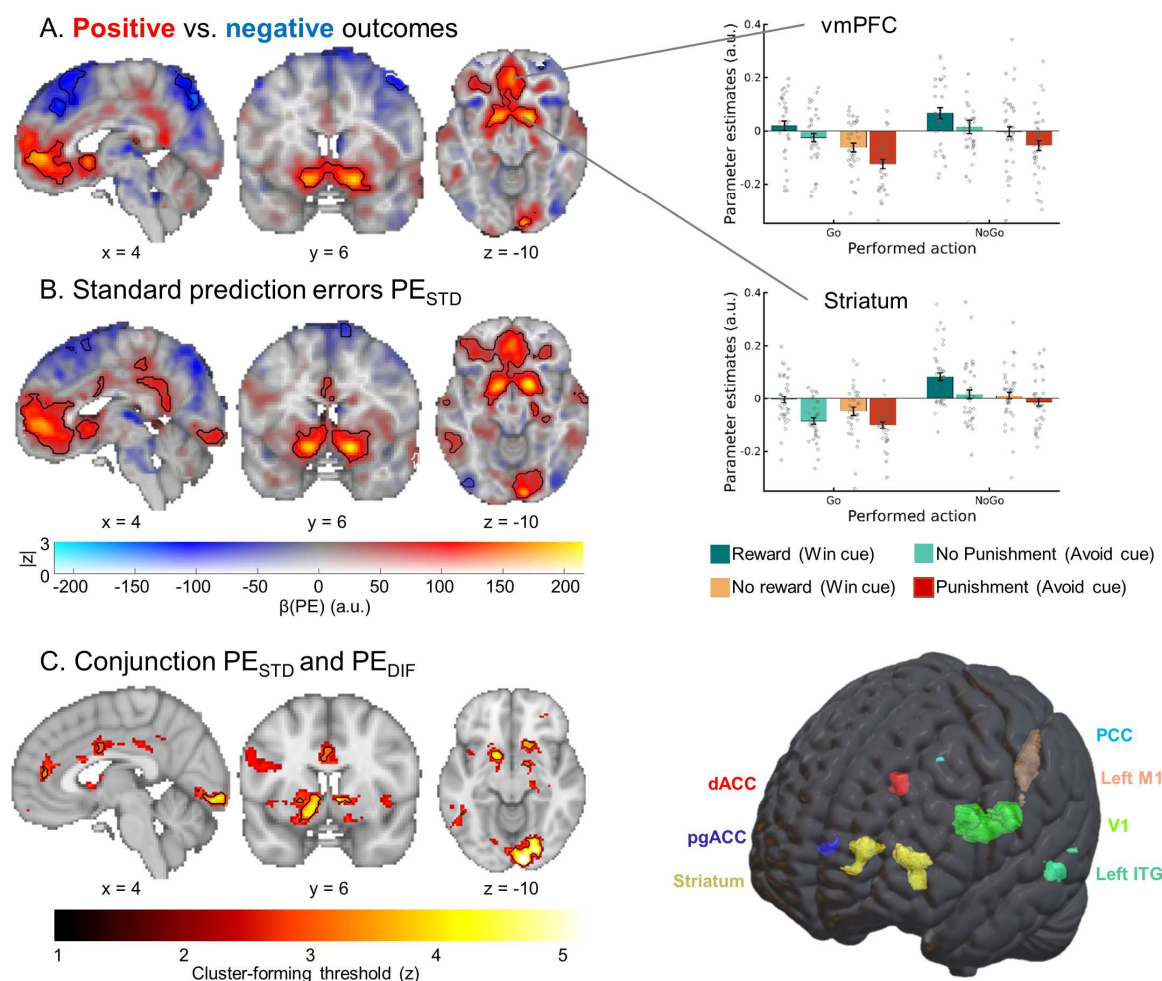 A. Positive vs. negative outcomes
x = 4
y = 6
z = -10
B. Standard prediction errors PE_STD
x = 4
y = 6
z = -10
|z|
3
0
-200 -150 -100 -50 0 50 100 150 200
β(PE) (a.u.)
C. Conjunction PE_STD and PE_DIF
x = 4
y = 6
z = -10
1 2 3 4 5
Cluster-forming threshold (z)
vmPFC
Parameter estimates (a.u.)
0.4
0.2
0
-0.2
Go
NoGo
Performed action
Striatum
Parameter estimates (a.u.)
0.4
0.2
0
-0.2
Go
NoGo
Performed action
Reward (Win cue)
No Punishment (Avoid cue)
No reward (Win cue)
Punishment (Avoid cue)
dACC
pgACC
Striatum
PCC
Left M1
V1
Left ITG